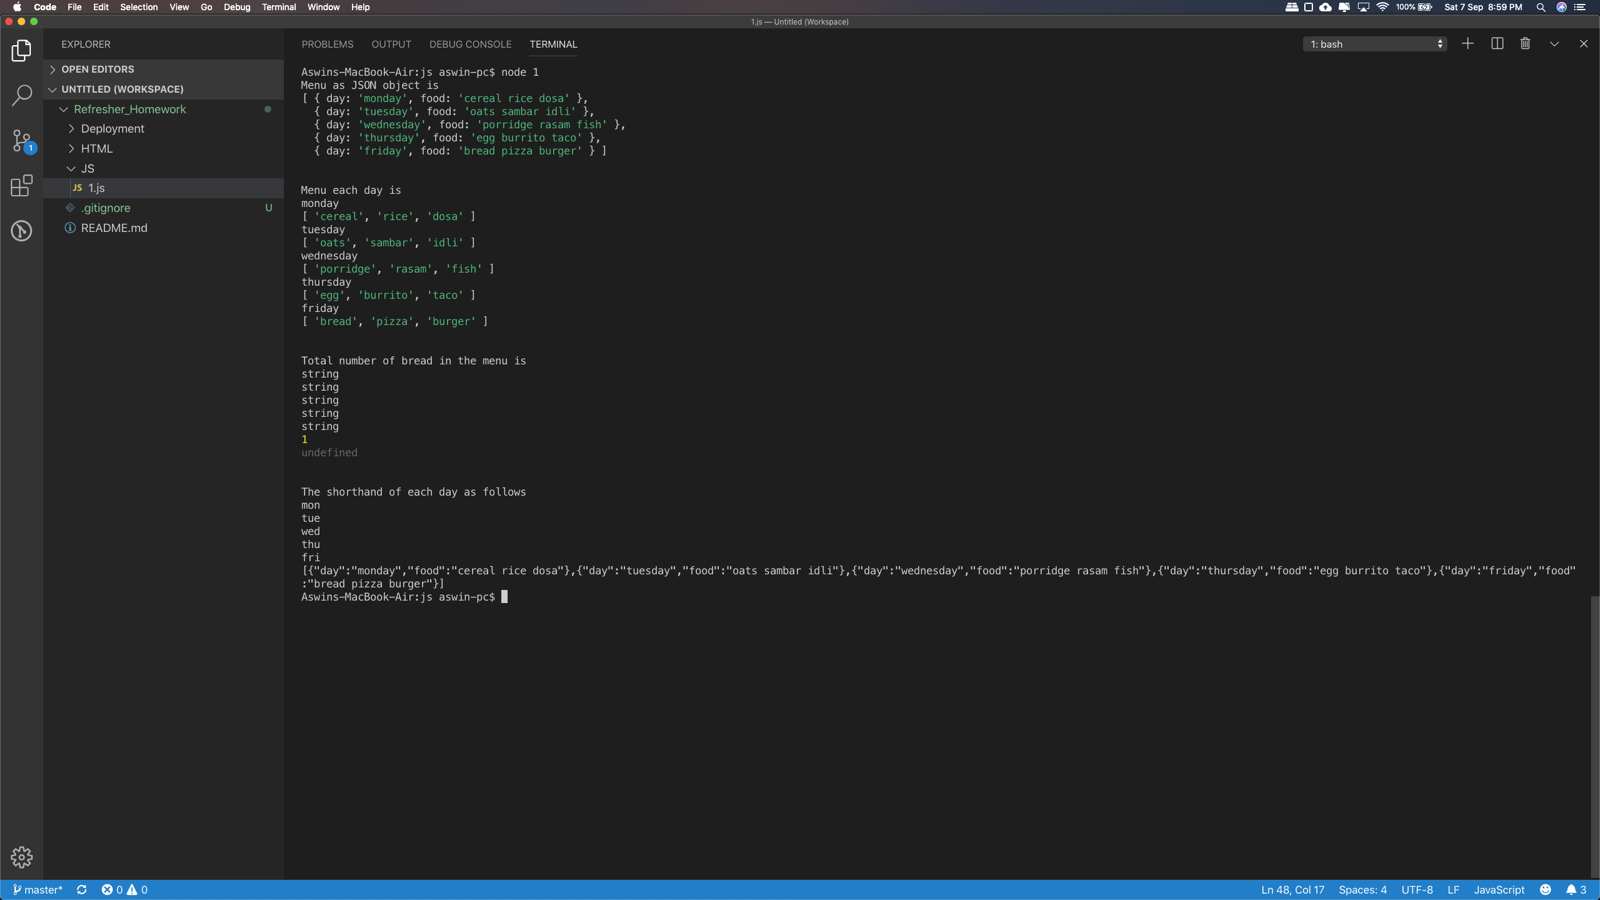 Code File Edit Selection View Go Debug Terminal Window Help 100% Sat 7 Sep 8:59 PM
1.js — Untitled (Workspace)
EXPLORER
OPEN EDITORS
UNTITLED (WORKSPACE)
Refresher_Homework
Deployment
HTML
JS
JS 1.js
.gitignore U
README.md
1
PROBLEMS OUTPUT DEBUG CONSOLE TERMINAL 1: bash
Aswins-MacBook-Air:js aswin-pc$ node 1
Menu as JSON object is
[ { day: 'monday', food: 'cereal rice dosa' },
  { day: 'tuesday', food: 'oats sambar idli' },
  { day: 'wednesday', food: 'porridge rasam fish' },
  { day: 'thursday', food: 'egg burrito taco' },
  { day: 'friday', food: 'bread pizza burger' } ]
Menu each day is
monday
[ 'cereal', 'rice', 'dosa' ]
tuesday
[ 'oats', 'sambar', 'idli' ]
wednesday
[ 'porridge', 'rasam', 'fish' ]
thursday
[ 'egg', 'burrito', 'taco' ]
friday
[ 'bread', 'pizza', 'burger' ]
Total number of bread in the menu is
string
string
string
string
string
1
undefined
The shorthand of each day as follows
mon
tue
wed
thu
fri
[{"day":"monday","food":"cereal rice dosa"},{"day":"tuesday","food":"oats sambar idli"},{"day":"wednesday","food":"porridge rasam fish"},{"day":"thursday","food":"egg burrito taco"},{"day":"friday","food"
:"bread pizza burger"}]
Aswins-MacBook-Air:js aswin-pc$
master* 0 0 Ln 48, Col 17 Spaces: 4 UTF-8 LF JavaScript 3